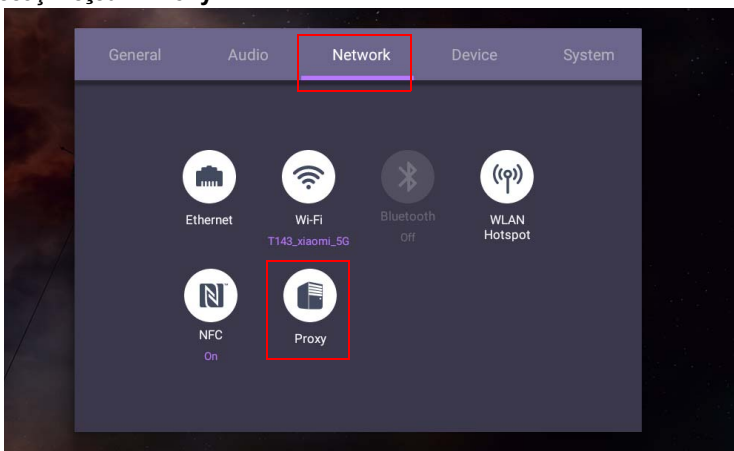 General Audio Network Device System
Ethernet Wi-Fi Bluetooth WLAN
T143_xiaomi_5G Off Hotspot
NFC Proxy
On